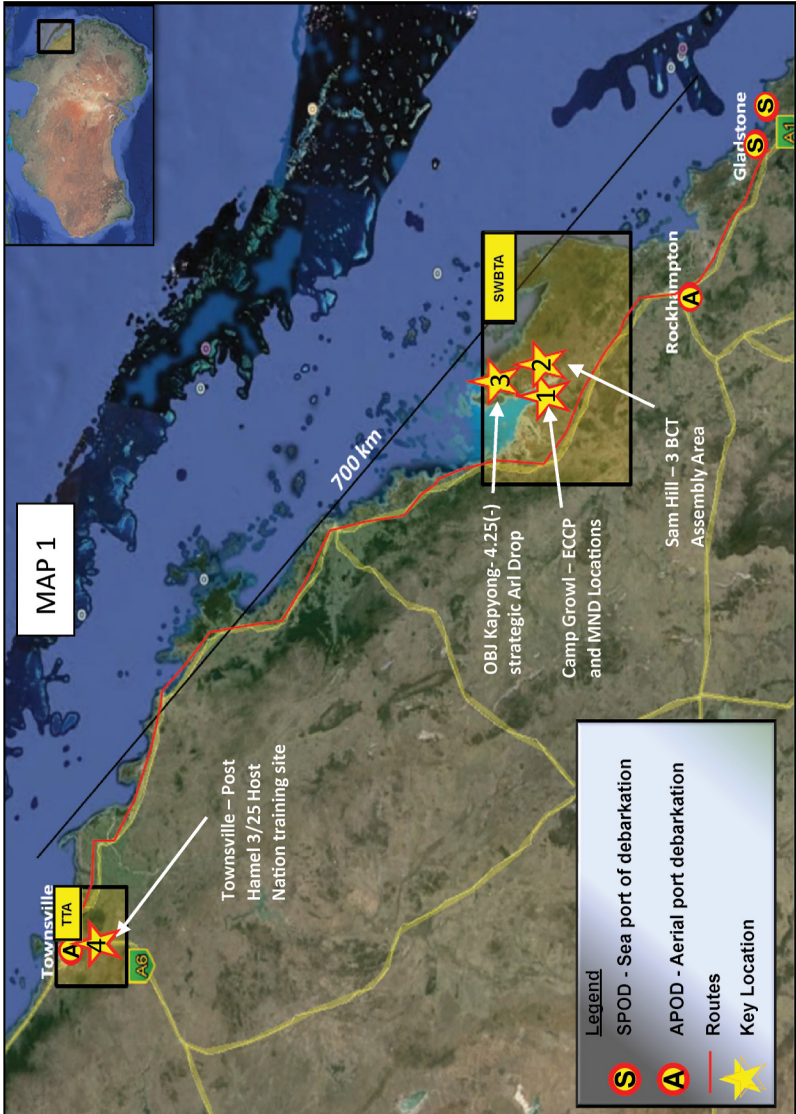 MAP 1
Townsville
TTA
A
4
A6
Townsville – Post
Hamel 3/25 Host
Nation training site
700 km
SWBTA
3
2
1
OBJ Kapyong- 4.25(-)
strategic Arl Drop
Camp Growl – ECCP
and MND Locations
Sam Hill – 3 BCT
Assembly Area
Rockhampton
A
Gladstone
S
S
A1
Legend
S
SPOD - Sea port of debarkation
A
APOD - Aerial port debarkation
Routes
Key Location